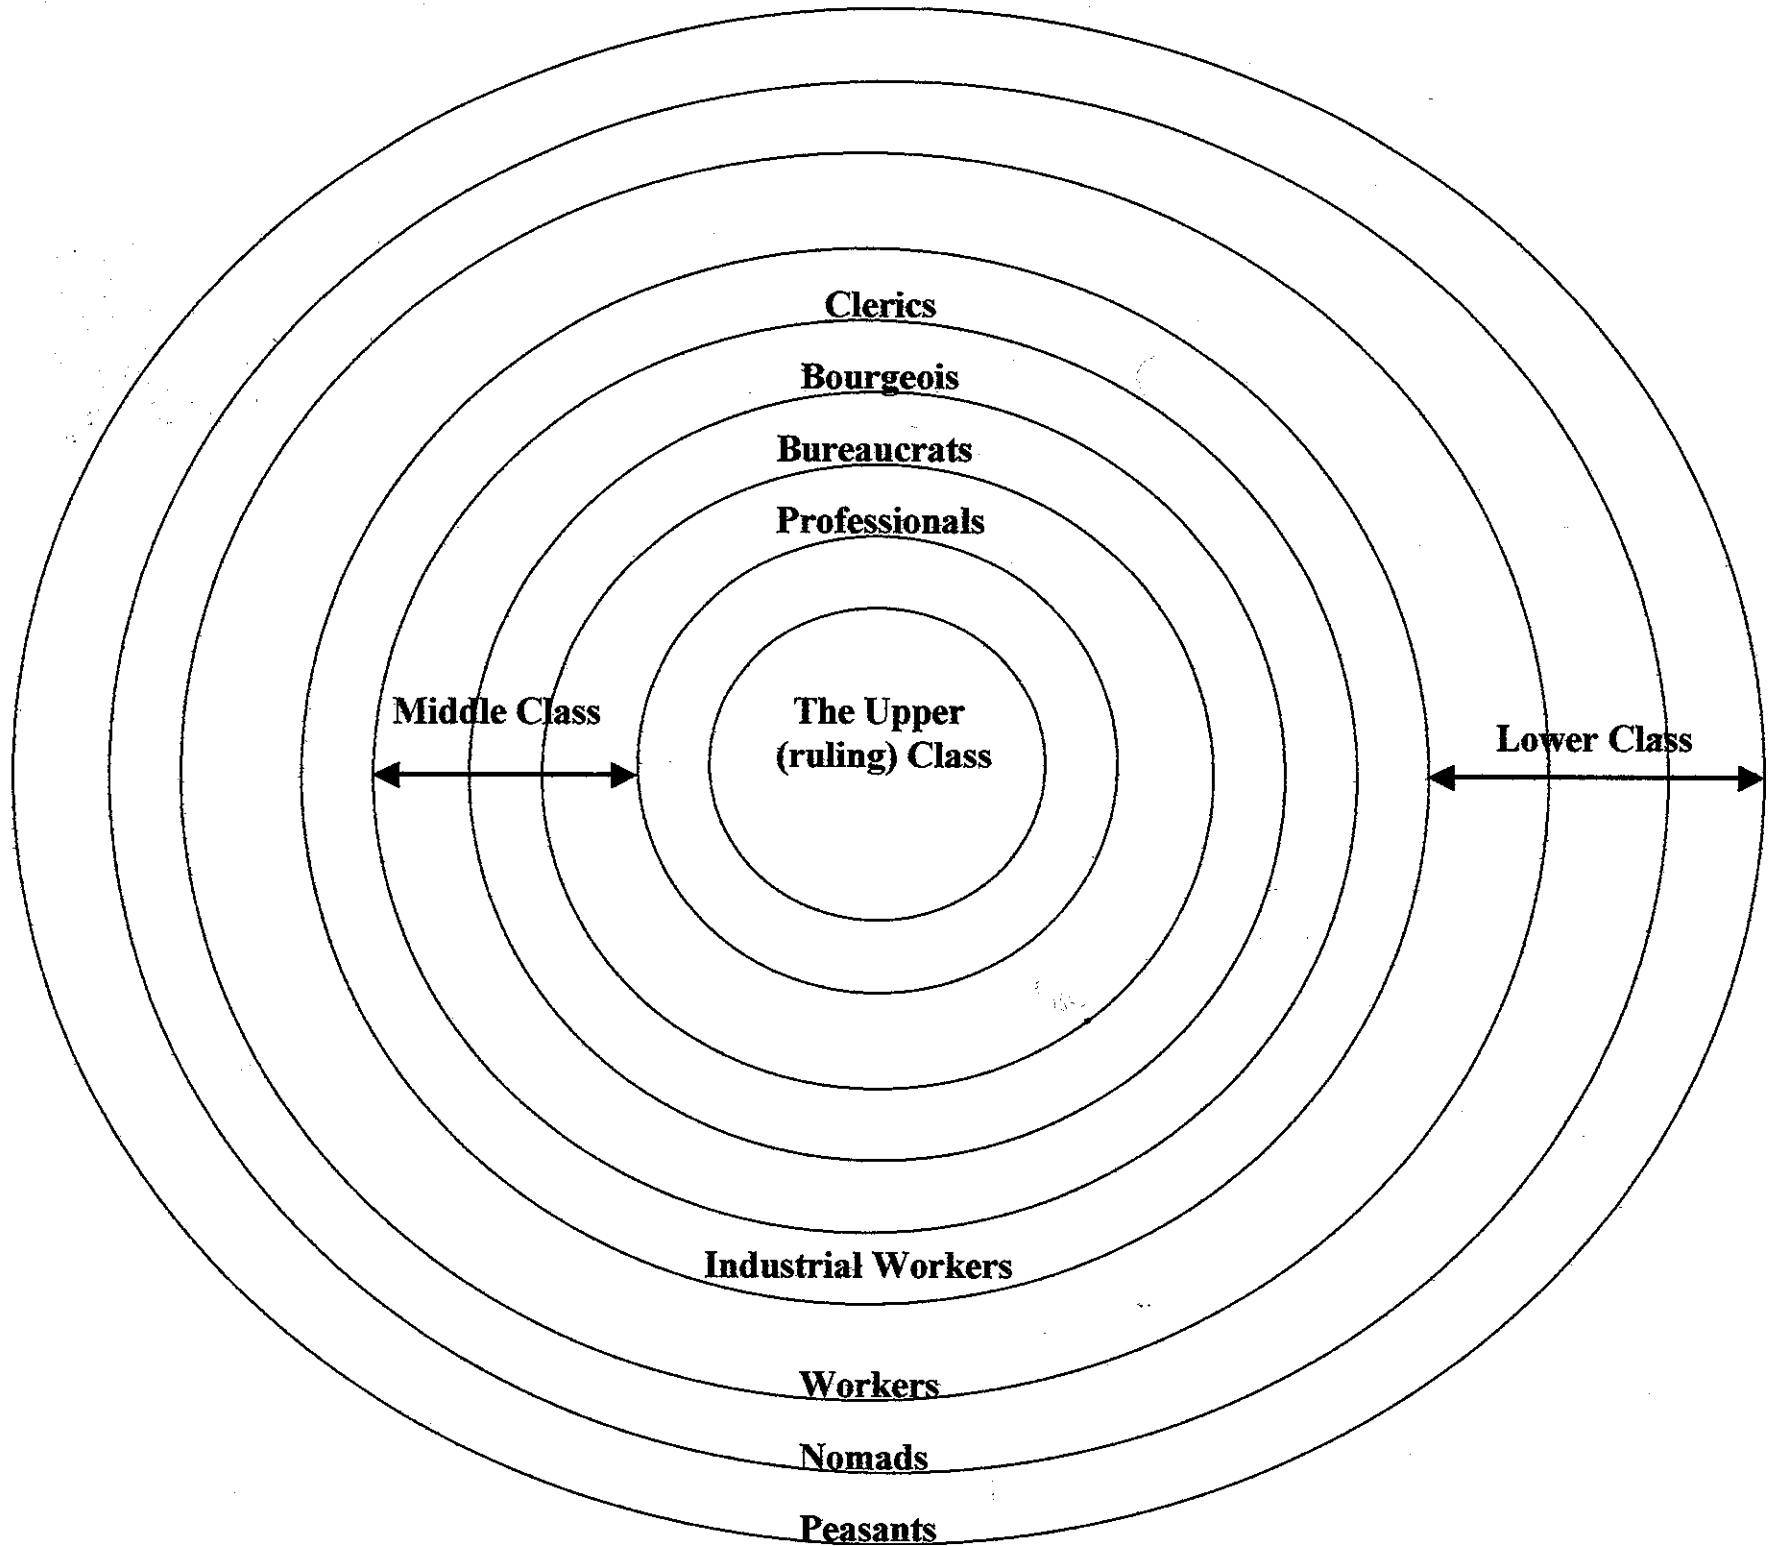 Clerics
Bourgeois
Bureaucrats
Professionals
Middle Class
The Upper
(ruling) Class
Lower Class
Industrial Workers
Workers
Nomads
Peasants